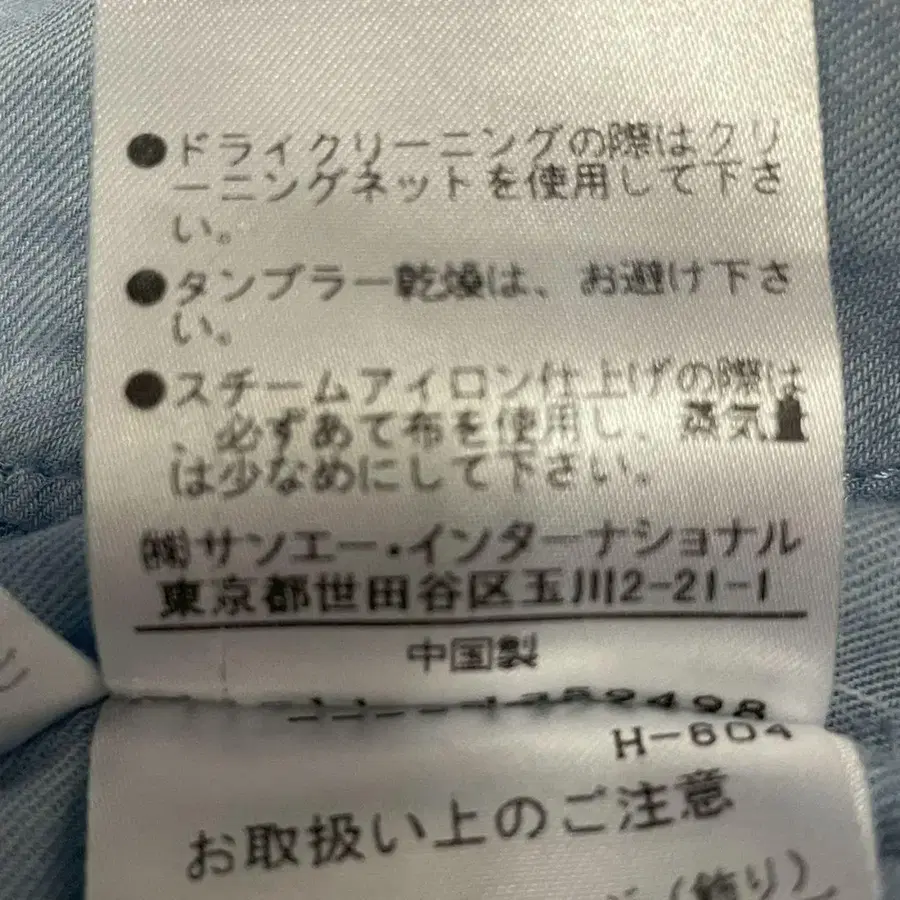 ●ドライクリーニングの際はクリ
ーニングネットを使用して下さ
い。
●タンブラー乾燥は、お避け下さ
い。
●スチームアイロン仕上げの際は
、必ずあて布を使用し、蒸気量
は少なめにして下さい。
㈱サンエー・インターナショナル
東京都世田谷区玉川2-21-1
中国製
H-604
お取扱い上のご注意
(飾り)